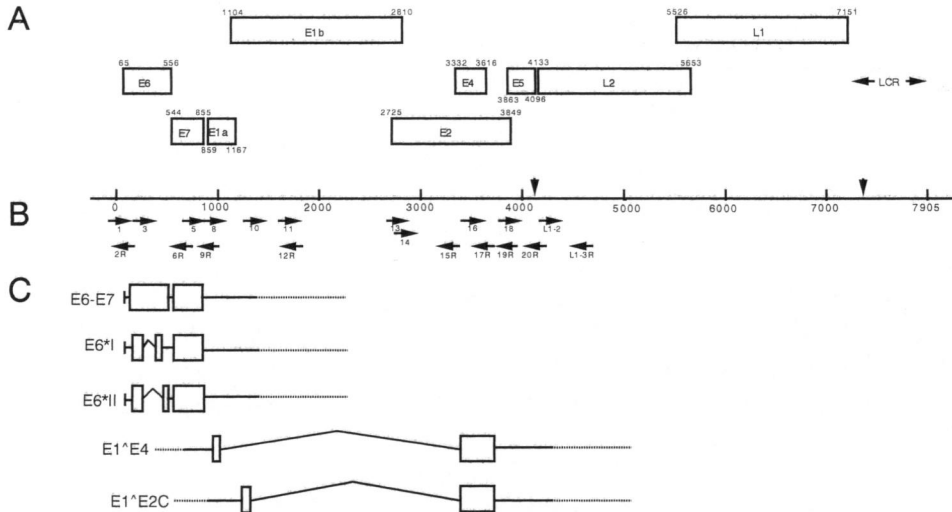 A
1104 2810
E1b
5526 7151
L1
65 556
E6
3332 3616
E4
4133
E5
3863 4096
5653
L2
LCR
544 855
E7
E1a
859 1167
2725 3849
E2
0 1000 2000 3000 4000 5000 6000 7000 7905
B
1 3 5 8 10 11 13 16 18 L1-2
14
2R 6R 9R 12R 15R 17R 19R 20R L1-3R
C
E6-E7
E6*I
E6*II
E1^E4
E1^E2C